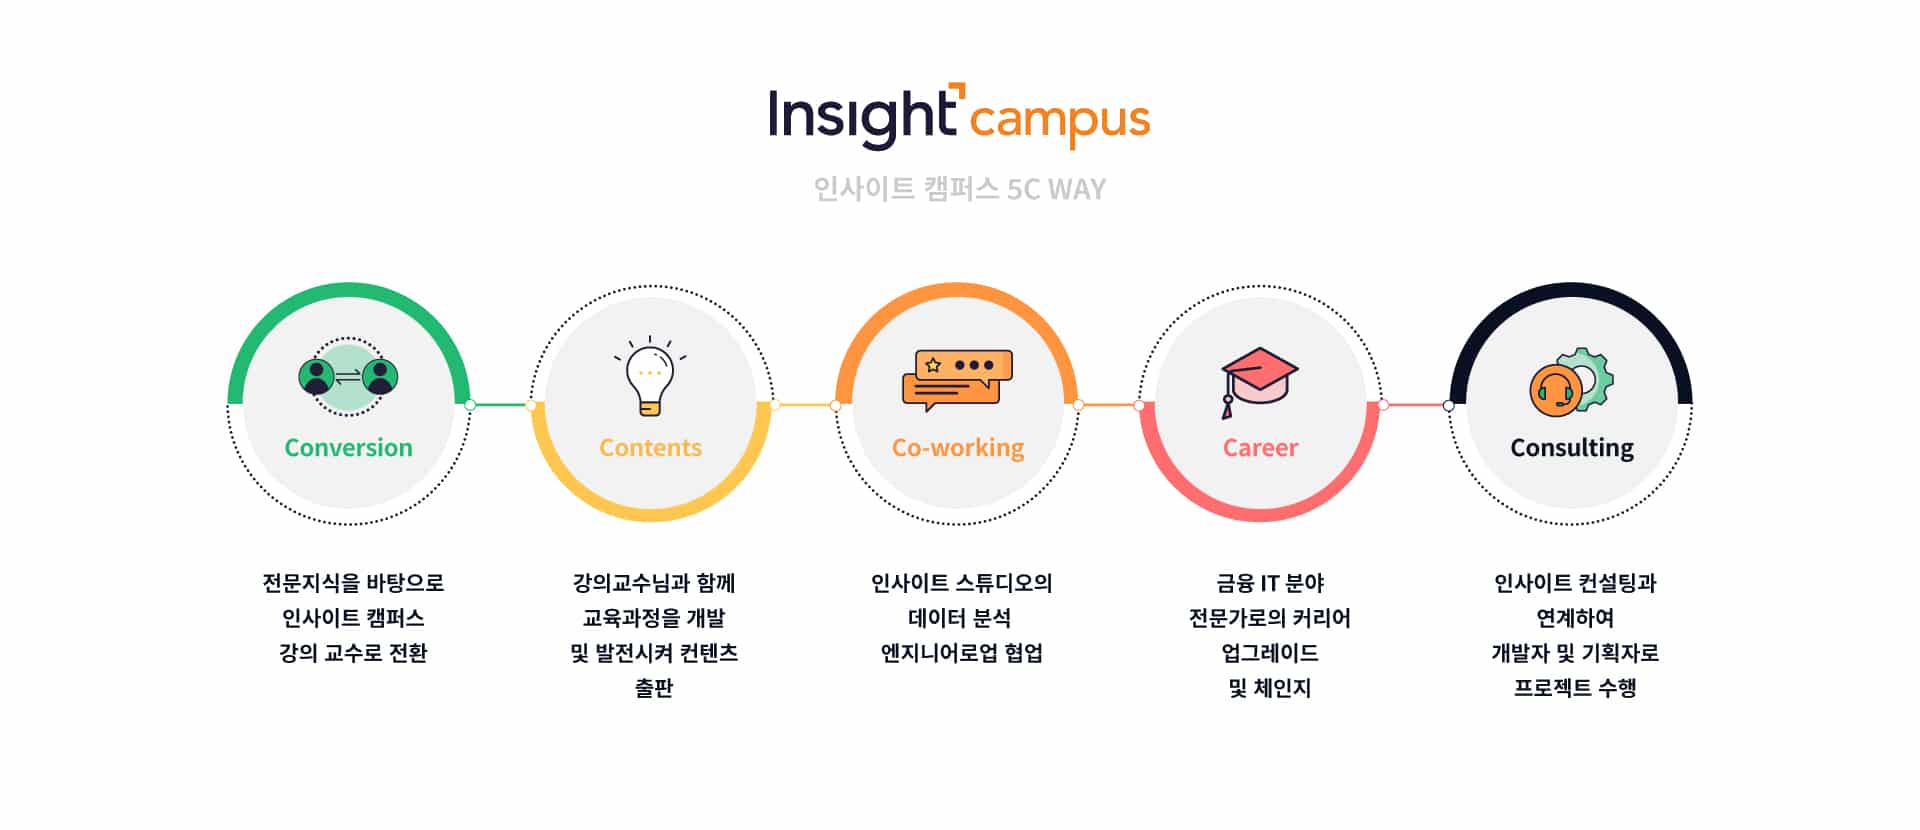 Insight campus
인사이트 캠퍼스 5C WAY
Conversion
전문지식을 바탕으로
인사이트 캠퍼스
강의 교수로 전환
Contents
강의교수님과 함께
교육과정을 개발
및 발전시켜 컨텐츠
출판
Co-working
인사이트 스튜디오의
데이터 분석
엔지니어로업 협업
Career
금융 IT 분야
전문가로의 커리어
업그레이드
및 체인지
Consulting
인사이트 컨설팅과
연계하여
개발자 및 기획자로
프로젝트 수행